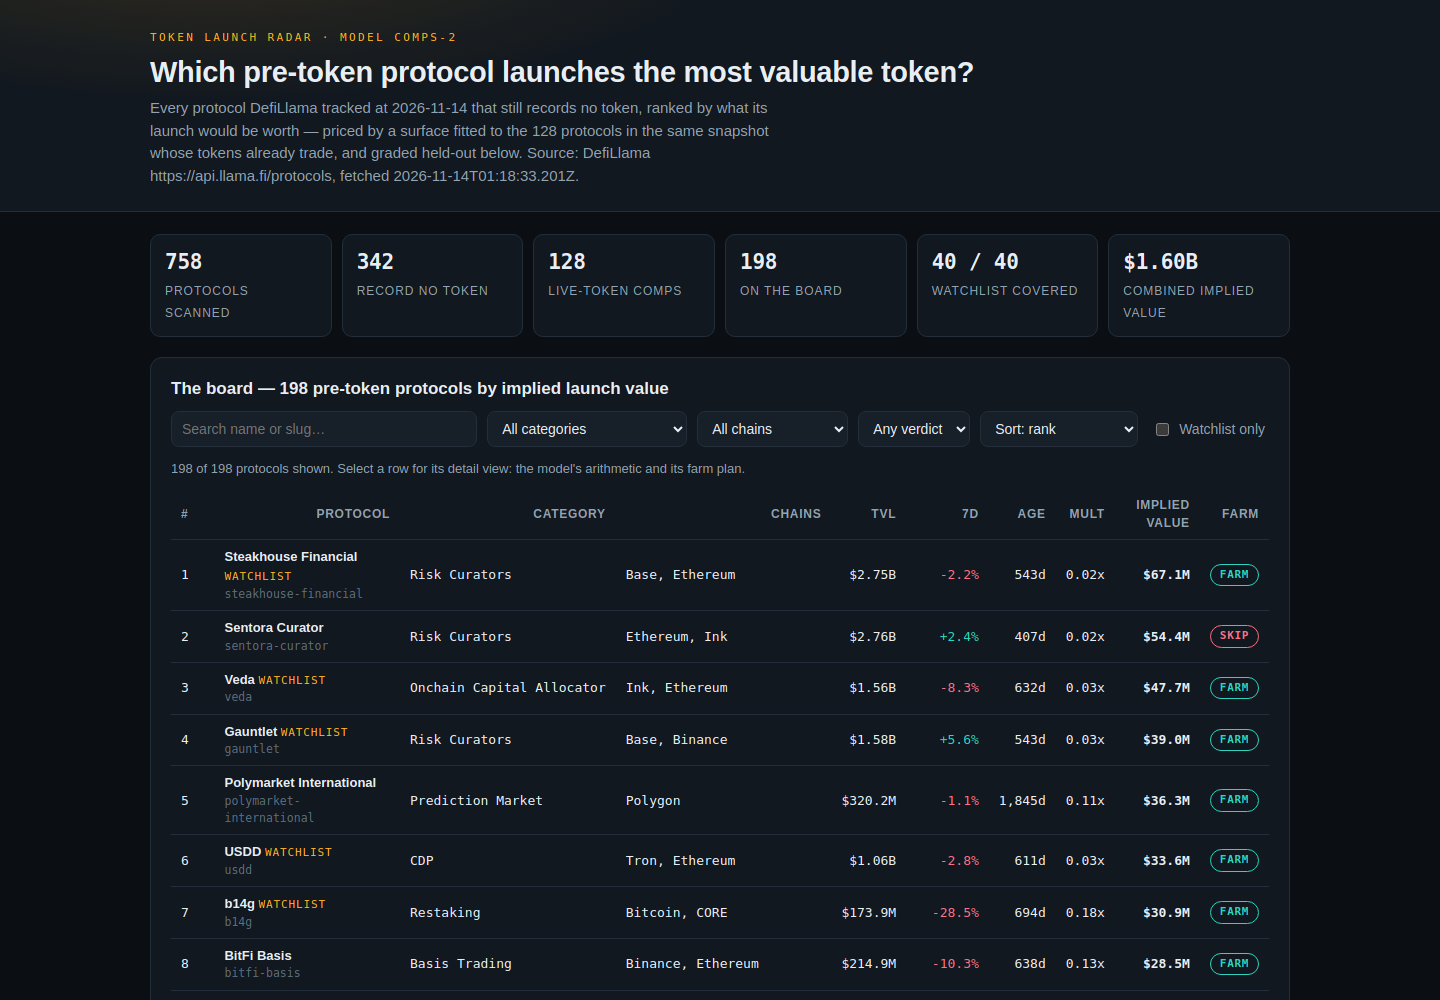 TOKEN LAUNCH RADAR · MODEL COMPS-2
Which pre-token protocol launches the most valuable token?
Every protocol DefiLlama tracked at 2026-11-14 that still records no token, ranked by what its
launch would be worth — priced by a surface fitted to the 128 protocols in the same snapshot
whose tokens already trade, and graded held-out below. Source: DefiLlama
https://api.llama.fi/protocols, fetched 2026-11-14T01:18:33.201Z.
758
PROTOCOLS
SCANNED
342
RECORD NO TOKEN
128
LIVE-TOKEN COMPS
198
ON THE BOARD
40 / 40
WATCHLIST COVERED
$1.60B
COMBINED IMPLIED
VALUE
The board — 198 pre-token protocols by implied launch value
Search name or slug…
All categories
All chains
Any verdict
Sort: rank
Watchlist only
198 of 198 protocols shown. Select a row for its detail view: the model's arithmetic and its farm plan.
# PROTOCOL CATEGORY CHAINS TVL 7D AGE MULT IMPLIED VALUE FARM
1 Steakhouse Financial WATCHLIST steakhouse-financial Risk Curators Base, Ethereum $2.75B -2.2% 543d 0.02x $67.1M FARM
2 Sentora Curator sentora-curator Risk Curators Ethereum, Ink $2.76B +2.4% 407d 0.02x $54.4M SKIP
3 Veda WATCHLIST veda Onchain Capital Allocator Ink, Ethereum $1.56B -8.3% 632d 0.03x $47.7M FARM
4 Gauntlet WATCHLIST gauntlet Risk Curators Base, Binance $1.58B +5.6% 543d 0.03x $39.0M FARM
5 Polymarket International polymarket-international Prediction Market Polygon $320.2M -1.1% 1,845d 0.11x $36.3M FARM
6 USDD WATCHLIST usdd CDP Tron, Ethereum $1.06B -2.8% 611d 0.03x $33.6M FARM
7 b14g WATCHLIST b14g Restaking Bitcoin, CORE $173.9M -28.5% 694d 0.18x $30.9M FARM
8 BitFi Basis bitfi-basis Basis Trading Binance, Ethereum $214.9M -10.3% 638d 0.13x $28.5M FARM